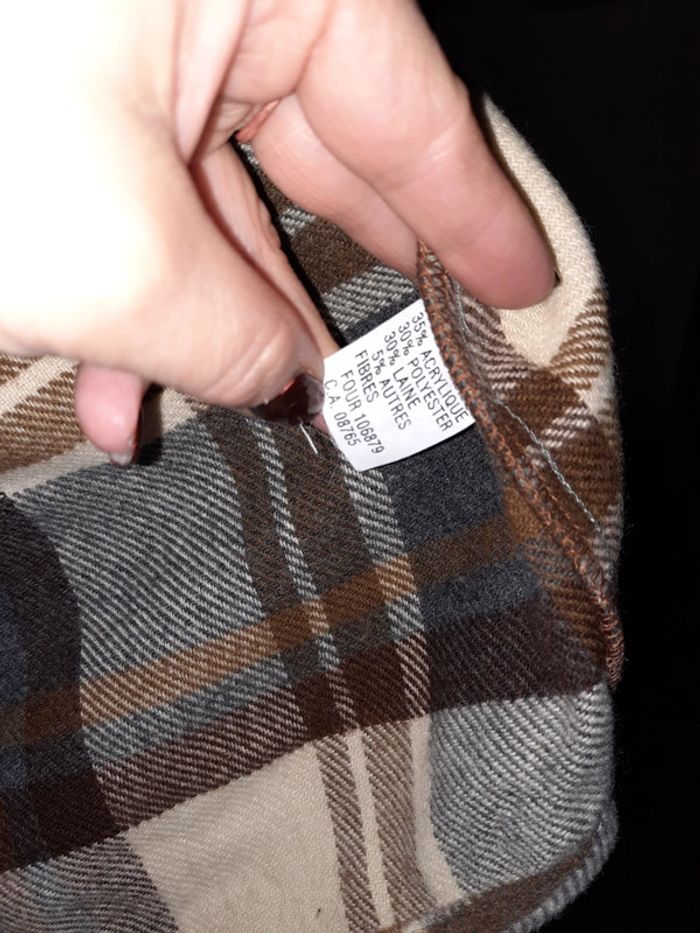 35% ACRYLIQUE
30% POLYESTER
30% LAINE
5% AUTRES
FIBRES
FOUR 106879
C.A. 08765